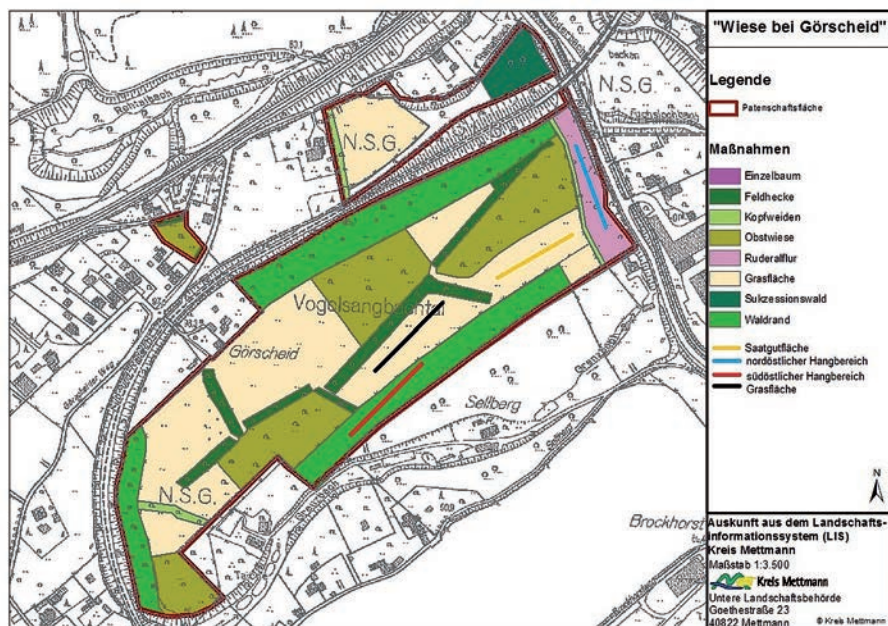 "Wiese bei Görscheid"
Legende
Patenschaftsfläche
Maßnahmen
Einzelbaum
Feldhecke
Kopfweiden
Obstwiese
Ruderalflur
Grasfläche
Sukzessionswald
Waldrand
Saatgutfläche
nordöstlicher Hangbereich
südöstlicher Hangbereich
Grasfläche
N
Auskunft aus dem Landschafts-
informationssystem (LIS)
Kreis Mettmann
Maßstab 1:3.500
Kreis Mettmann
Untere Landschaftsbehörde
Goethestraße 23
40822 Mettmann
© Kreis Mettmann
N.S.G.
N.S.G.
Görscheid
Sellberg
N.S.G.
Brockhorst